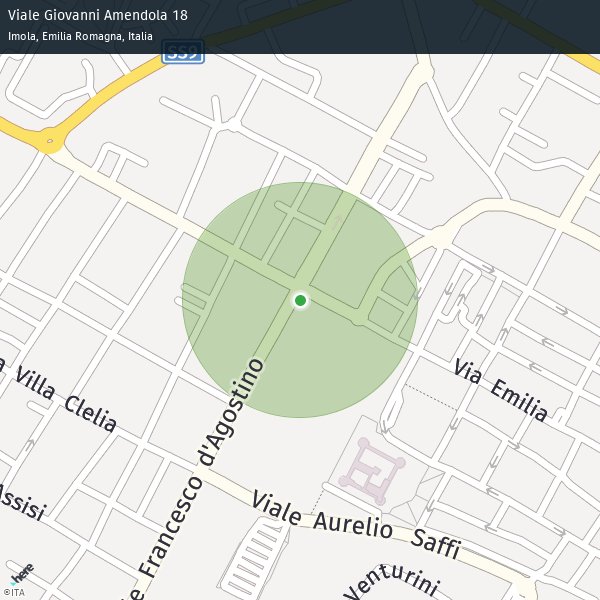 Viale Giovanni Amendola 18
Imola, Emilia Romagna, Italia
SS9
Via Emilia
a Villa Clelia
e Francesco d'Agostino
Assisi
Viale Aurelio Saffi
Venturini
here
©ITA